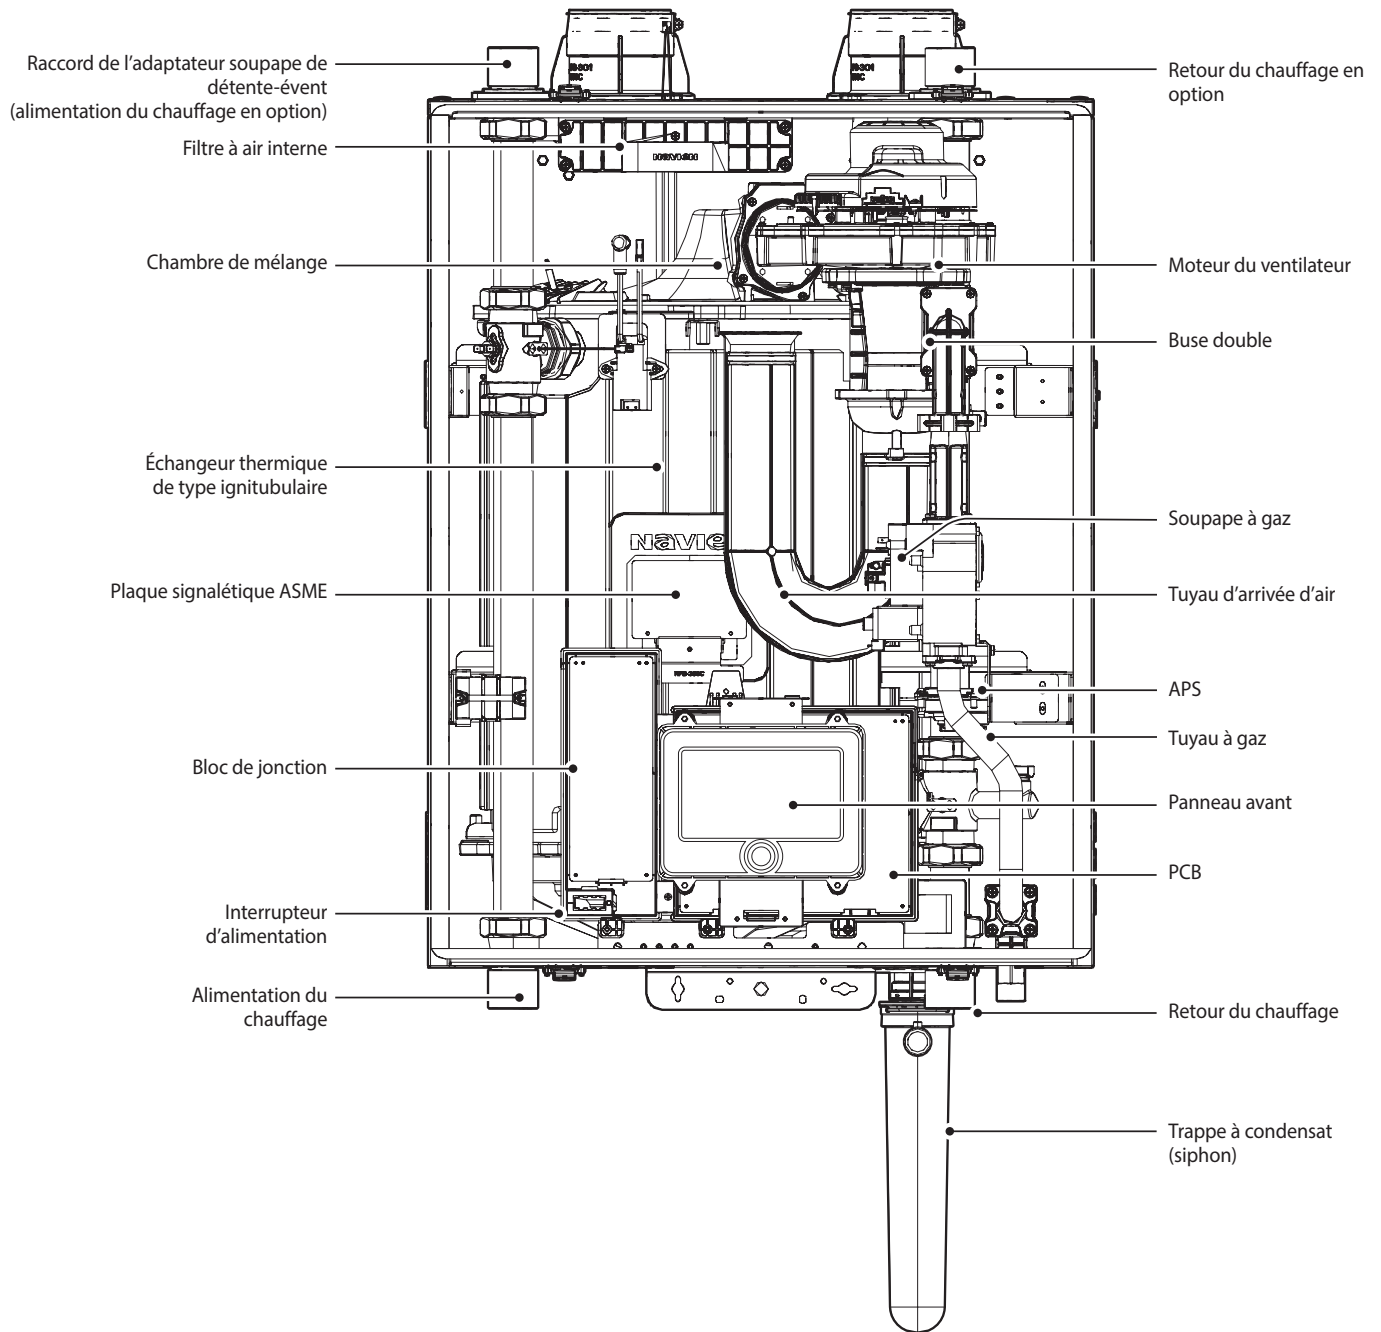 Raccord de l'adaptateur soupape de
détente-évent
(alimentation du chauffage en option)
Filtre à air interne
Chambre de mélange
Échangeur thermique
de type ignitubulaire
Plaque signalétique ASME
Bloc de jonction
Interrupteur
d'alimentation
Alimentation du
chauffage
NAVIEN
Navie
Retour du chauffage en
option
Moteur du ventilateur
Buse double
Soupape à gaz
Tuyau d'arrivée d'air
APS
Tuyau à gaz
Panneau avant
PCB
Retour du chauffage
Trappe à condensat
(siphon)